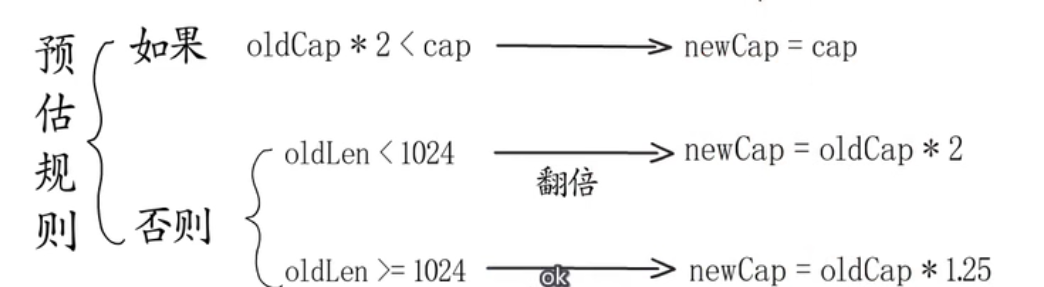 预估规则
如果 oldCap * 2 < cap newCap = cap
oldLen < 1024 newCap = oldCap * 2
翻倍
否则
oldLen >= 1024 ok newCap = oldCap * 1.25